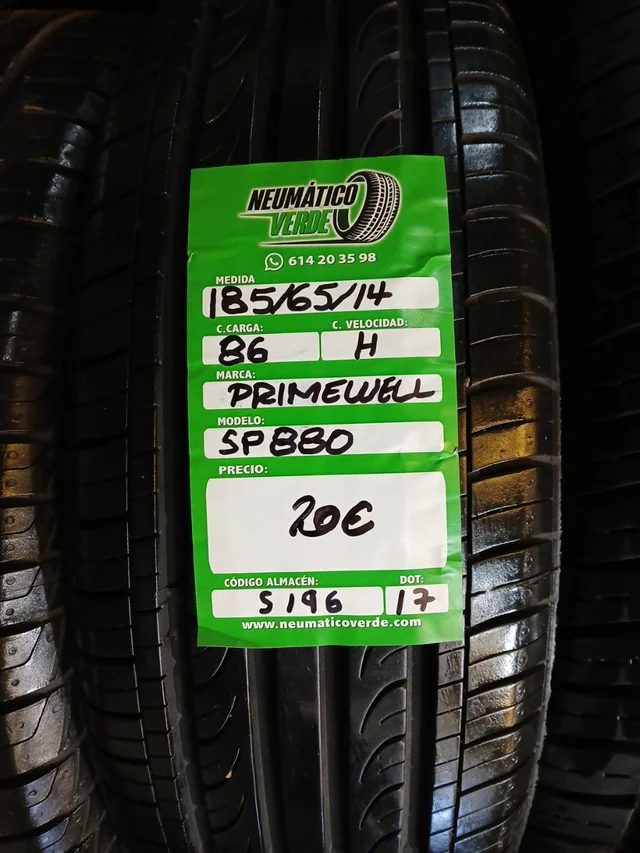 NEUMÁTICO
VERDE
614 20 35 98
MEDIDA
185/65/14
C.CARGA: C. VELOCIDAD:
86 H
MARCA:
PRIMEWELL
MODELO:
SP880
PRECIO:
20€
CÓDIGO ALMACÉN: DOT:
S196 17
www.neumaticoverde.com